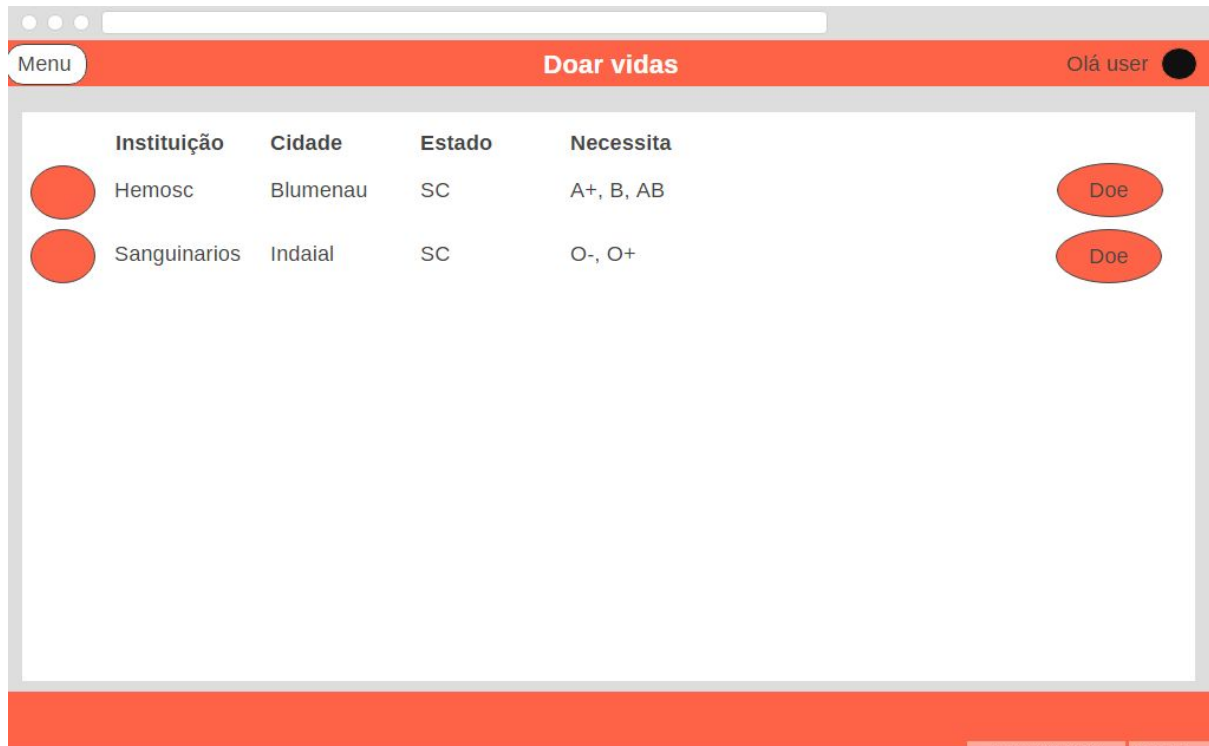 Menu Doar vidas Olá user
Instituição Cidade Estado Necessita
Hemosc Blumenau SC A+, B, AB Doe
Sanguinarios Indaial SC O-, O+ Doe